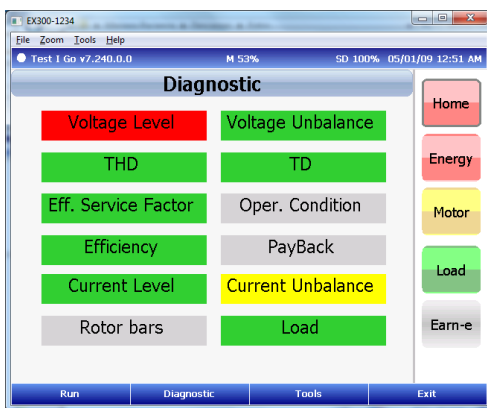 EX300-1234
File Zoom Tools Help
Test I Go v7.240.0.0 M 53% SD 100% 05/01/09 12:51 AM
Diagnostic
Voltage Level Voltage Unbalance
THD TD
Eff. Service Factor Oper. Condition
Efficiency PayBack
Current Level Current Unbalance
Rotor bars Load
Home
Energy
Motor
Load
Earn-e
Run Diagnostic Tools Exit